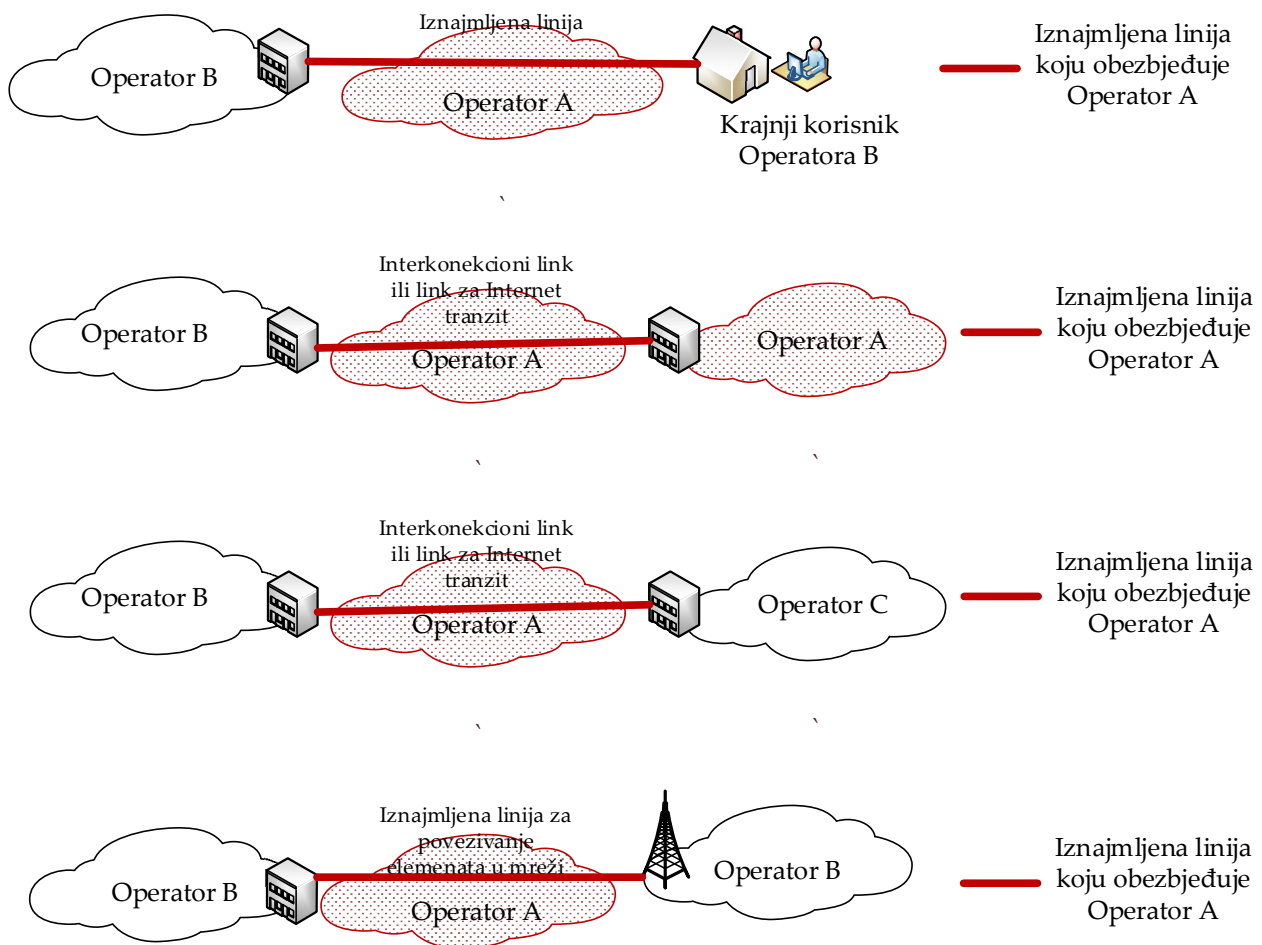 Iznajmljena linija
Operator B
Operator A
Krajnji korisnik
Operatora B
Iznajmljena linija
koju obezbjeđuje
Operator A
Interkonekcioni link
ili link za Internet
tranzit
Operator B
Operator A
Operator A
Iznajmljena linija
koju obezbjeđuje
Operator A
Interkonekcioni link
ili link za Internet
tranzit
Operator B
Operator A
Operator C
Iznajmljena linija
koju obezbjeđuje
Operator A
Iznajmljena linija za
povezivanje
elemenata u mreži
Operator B
Operator A
Operator B
Iznajmljena linija
koju obezbjeđuje
Operator A